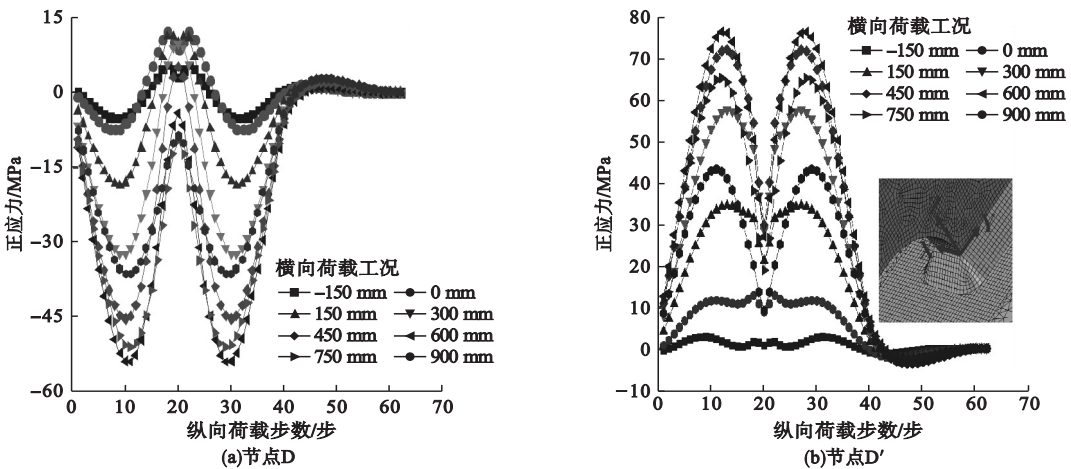 15
0
−15
−30
−45
−60
正应力/MPa
横向荷载工况
−150 mm 0 mm
150 mm 300 mm
450 mm 600 mm
750 mm 900 mm
0 10 20 30 40 50 60 70
纵向荷载步数/步
(a)节点D
80
70
60
50
40
30
20
10
0
−10
正应力/MPa
横向荷载工况
−150 mm 0 mm
150 mm 300 mm
450 mm 600 mm
750 mm 900 mm
0 10 20 30 40 50 60 70
纵向荷载步数/步
(b)节点D′